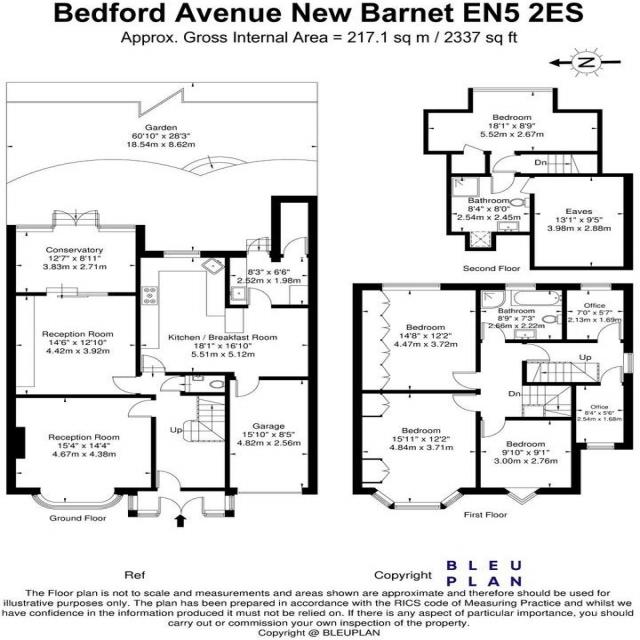 Bedford Avenue New Barnet EN5 2ES
Approx. Gross Internal Area = 217.1 sq m / 2337 sq ft
N
Garden
60'10" x 28'3"
18.54m x 8.62m
Conservatory
12'7" x 8'11"
3.83m x 2.71m
8'3" x 6'6"
2.52m x 1.98m
Reception Room
14'6" x 12'10"
4.42m x 3.92m
Kitchen / Breakfast Room
18'1" x 16'10"
5.51m x 5.12m
Reception Room
15'4" x 14'4"
4.67m x 4.38m
Up
Garage
15'10" x 8'5"
4.82m x 2.56m
Ground Floor
Bedroom
18'1" x 8'9"
5.52m x 2.67m
Dn
Bathroom
8'4" x 8'0"
2.54m x 2.45m
Eaves
13'1" x 9'5"
3.98m x 2.88m
Second Floor
Bedroom
14'8" x 12'2"
4.47m x 3.72m
Bathroom
8'9" x 7'3"
2.66m x 2.22m
Office
7'0" x 5'7"
2.13m x 1.69m
Up
Dn
Office
8'4" x 5'6"
2.54m x 1.68m
Bedroom
15'11" x 12'2"
4.84m x 3.71m
Bedroom
9'10" x 9'1"
3.00m x 2.76m
First Floor
Ref
Copyright
BLEU
PLAN
The Floor plan is not to scale and measurements and areas shown are approximate and therefore should be used for
illustrative purposes only. The plan has been prepared in accordance with the RICS code of Measuring Practice and whilst we
have confidence in the information produced it must not be relied on. If there is any aspect of particular importance, you should
carry out or commission your own inspection of the property.
Copyright @ BLEUPLAN